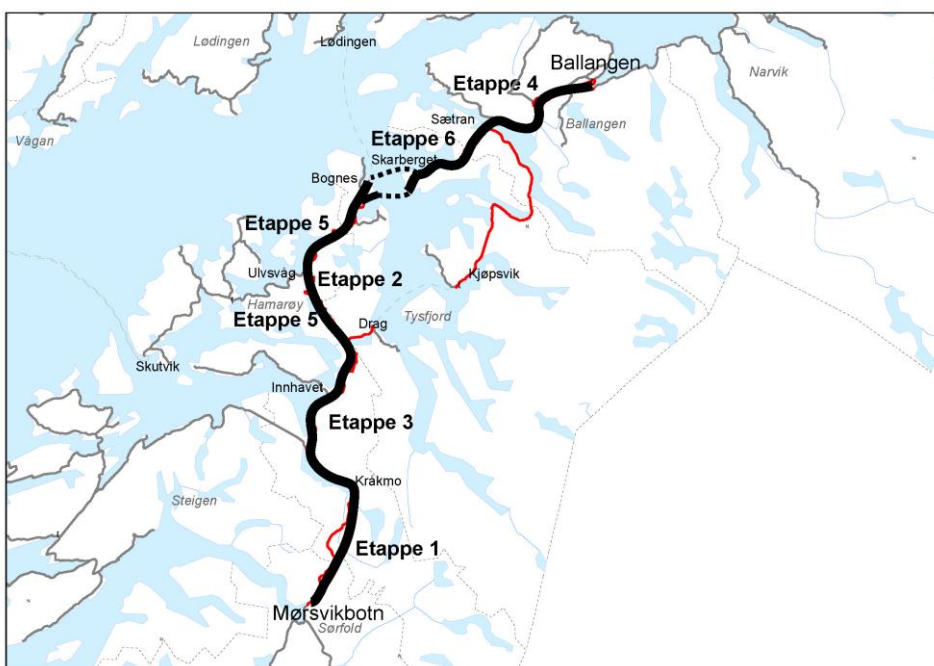 Lødingen
Lødingen
Ballangen
Narvik
Etappe 4
Sætran
Ballangen
Vågan
Etappe 6
Skarberget
Bognes
Etappe 5
Ulvsvåg
Etappe 2
Kjøpsvik
Hamarøy
Etappe 5
Tysfjord
Drag
Skutvik
Innhavet
Etappe 3
Kråkmo
Steigen
Etappe 1
Mørsvikbotn
Sørfold